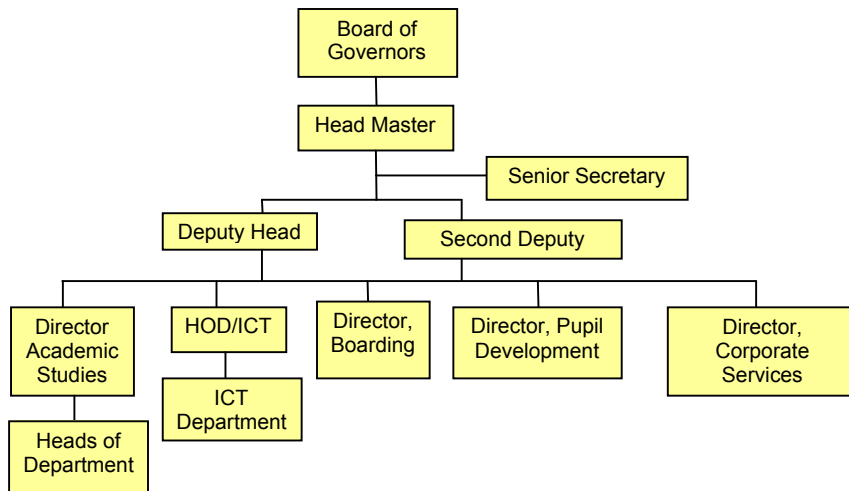 Board of
Governors
Head Master
Senior Secretary
Deputy Head
Second Deputy
Director
Academic
Studies
HOD/ICT
Director,
Boarding
Director, Pupil
Development
Director,
Corporate
Services
ICT
Department
Heads of
Department